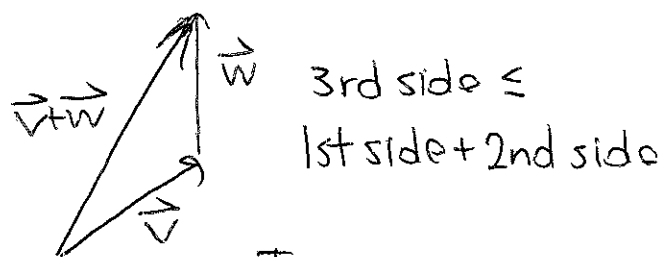 w⃗
v⃗+w⃗
3rd side ≤
1st side + 2nd side
v⃗